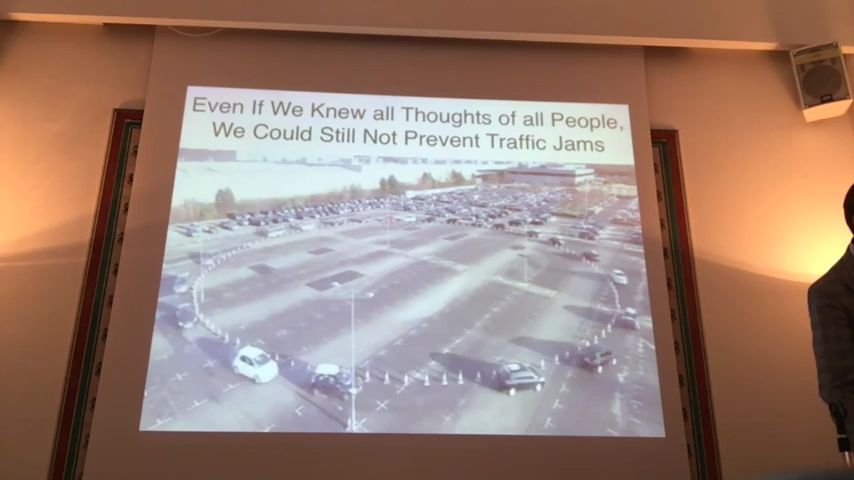 Even If We Knew all Thoughts of all People,
We Could Still Not Prevent Traffic Jams